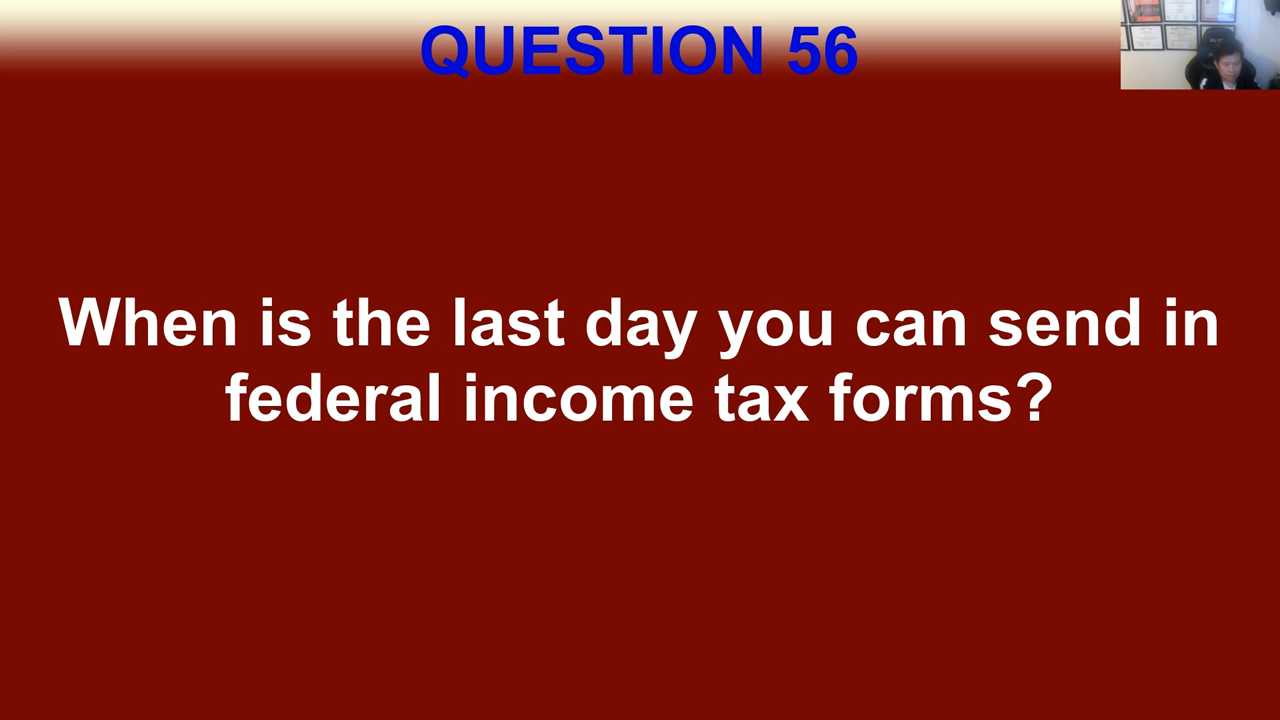 QUESTION 56
When is the last day you can send in
federal income tax forms?